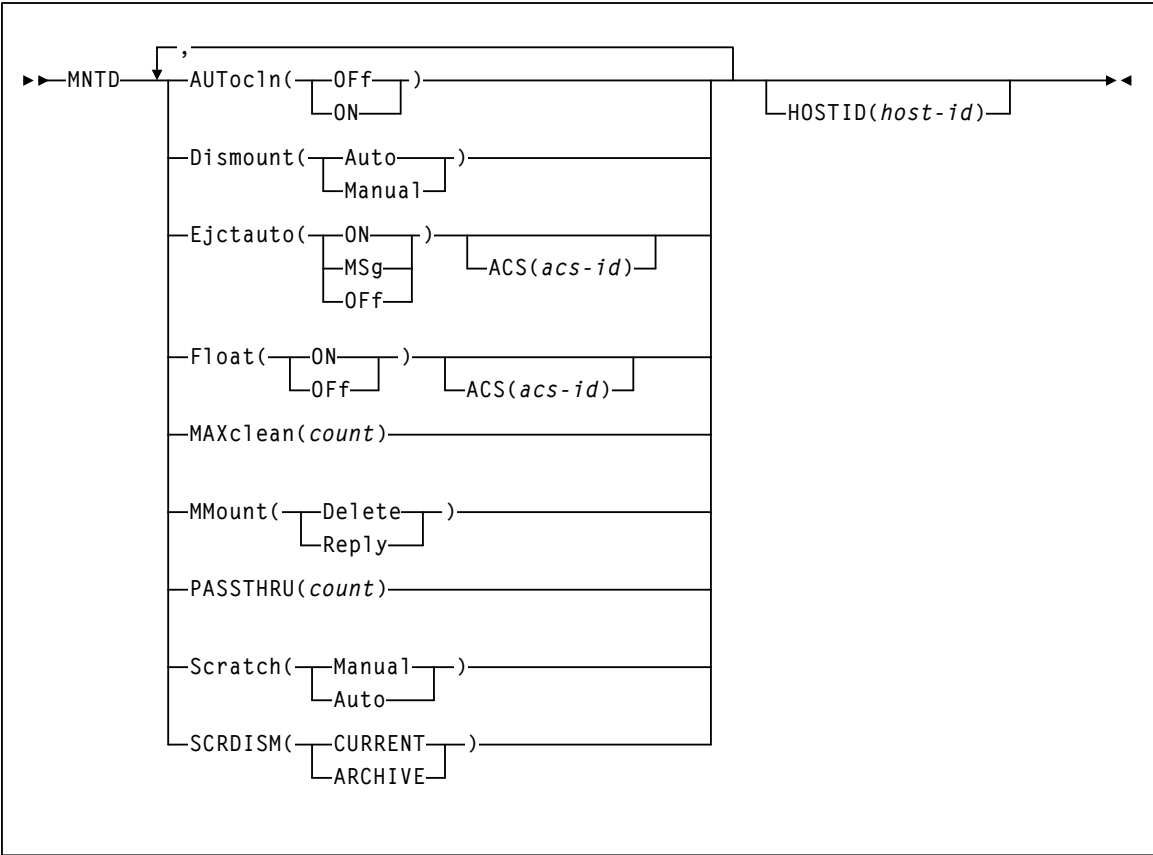 ,
MNTD AUTocln( OFf )
ON HOSTID(host-id)
Dismount( Auto )
Manual
Ejctauto( ON )
MSg ACS(acs-id)
OFf
Float( ON )
OFf ACS(acs-id)
MAXclean(count)
MMount( Delete )
Reply
PASSTHRU(count)
Scratch( Manual )
Auto
SCRDISM( CURRENT )
ARCHIVE